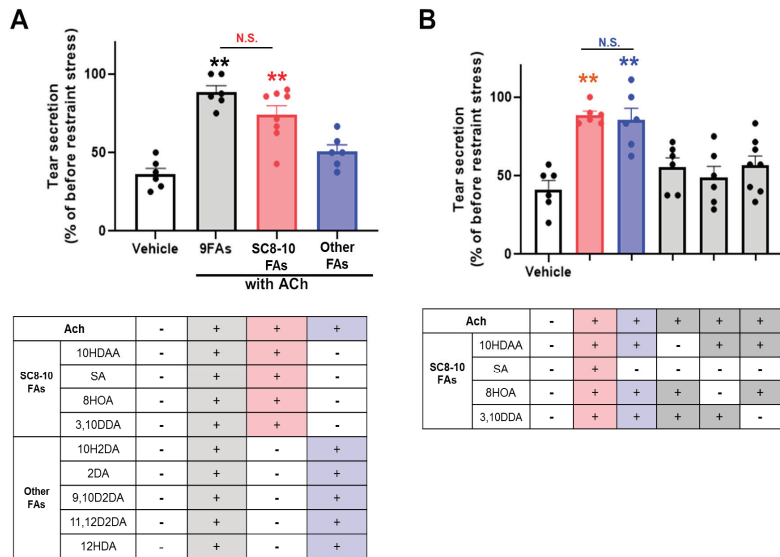 A
N.S.
**
**
Tear secretion
(% of before restraint stress)
100
50
0
Vehicle
9FAs
SC8-10
FAs
Other
FAs
with ACh
Ach - + + +
SC8-10
FAs
10HDAA - + + -
SA - + + -
8HOA - + + -
3,10DDA - + + -
Other
FAs
10H2DA - + - +
2DA - + - +
9,10D2DA - + - +
11,12D2DA - + - +
12HDA - + - +
B
N.S.
**
**
Tear secretion
(% of before restraint stress)
100
50
0
Vehicle
Ach - + + + + +
SC8-10
FAs
10HDAA - + + - + +
SA - + - - - -
8HOA - + + + - +
3,10DDA - + + + + -